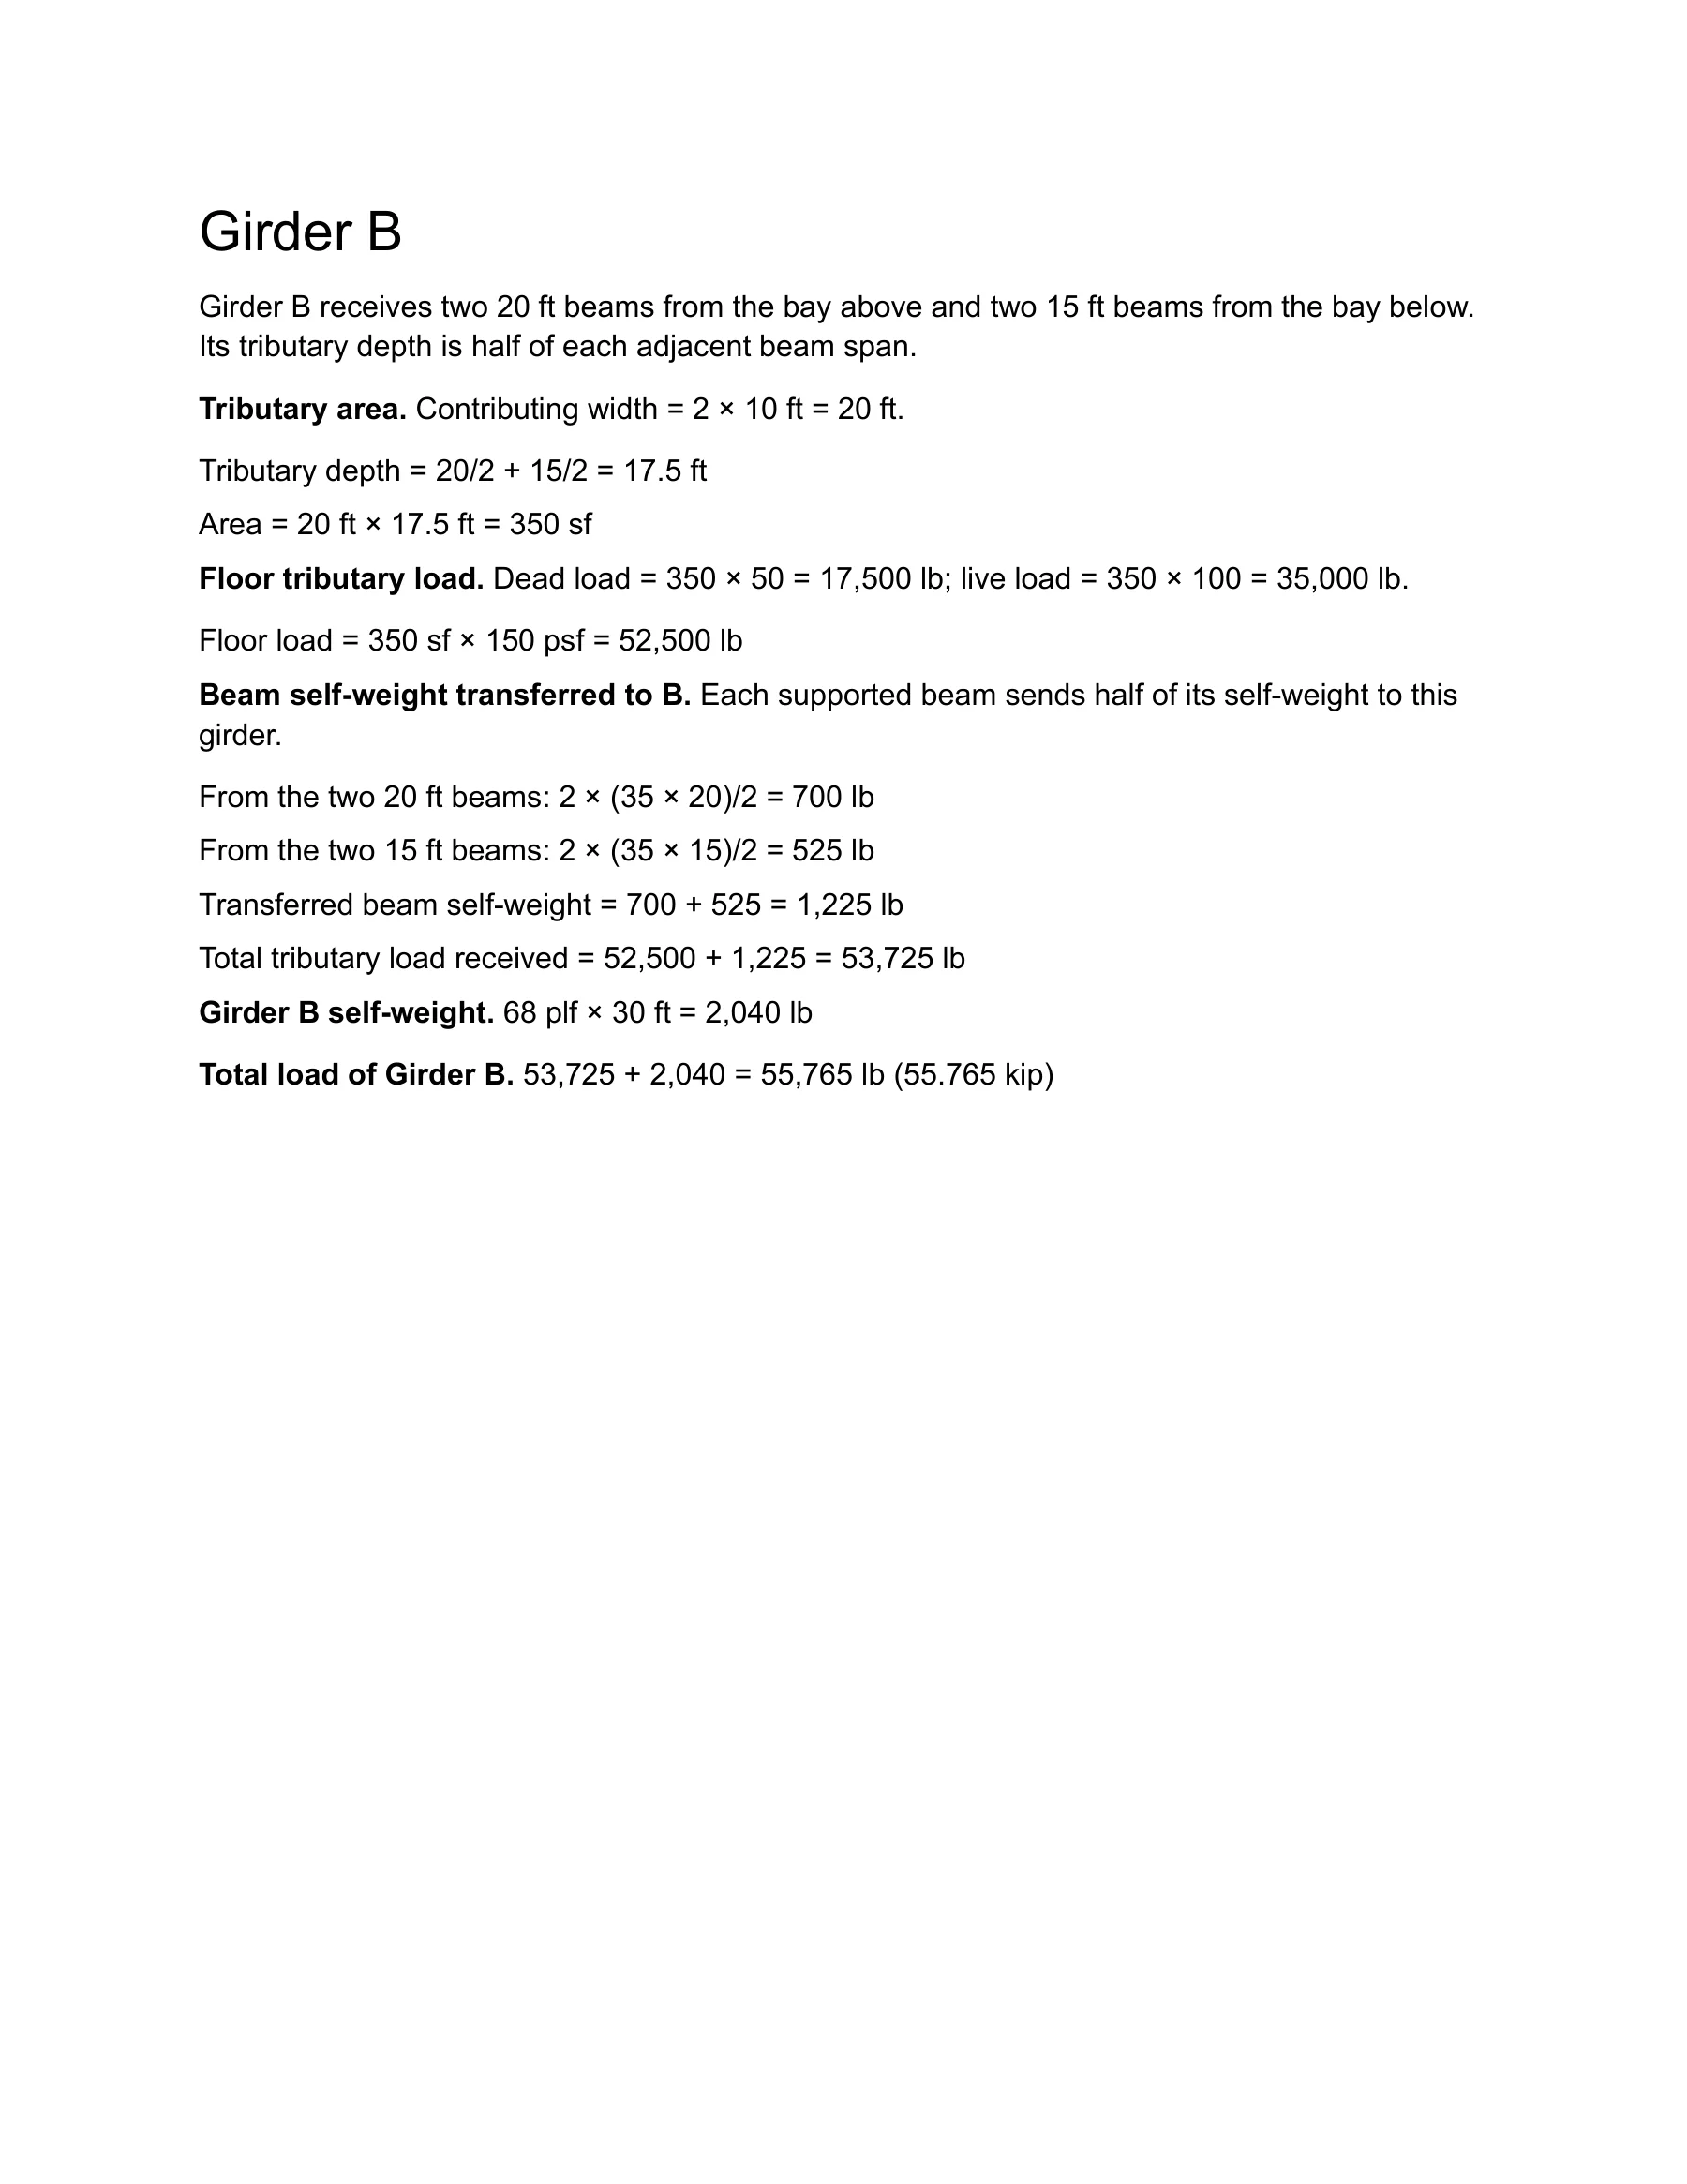 Girder B
Girder B receives two 20 ft beams from the bay above and two 15 ft beams from the bay below.
Its tributary depth is half of each adjacent beam span.
Tributary area. Contributing width = 2 × 10 ft = 20 ft.
Tributary depth = 20/2 + 15/2 = 17.5 ft
Area = 20 ft × 17.5 ft = 350 sf
Floor tributary load. Dead load = 350 × 50 = 17,500 lb; live load = 350 × 100 = 35,000 lb.
Floor load = 350 sf × 150 psf = 52,500 lb
Beam self-weight transferred to B. Each supported beam sends half of its self-weight to this
girder.
From the two 20 ft beams: 2 × (35 × 20)/2 = 700 lb
From the two 15 ft beams: 2 × (35 × 15)/2 = 525 lb
Transferred beam self-weight = 700 + 525 = 1,225 lb
Total tributary load received = 52,500 + 1,225 = 53,725 lb
Girder B self-weight. 68 plf × 30 ft = 2,040 lb
Total load of Girder B. 53,725 + 2,040 = 55,765 lb (55.765 kip)